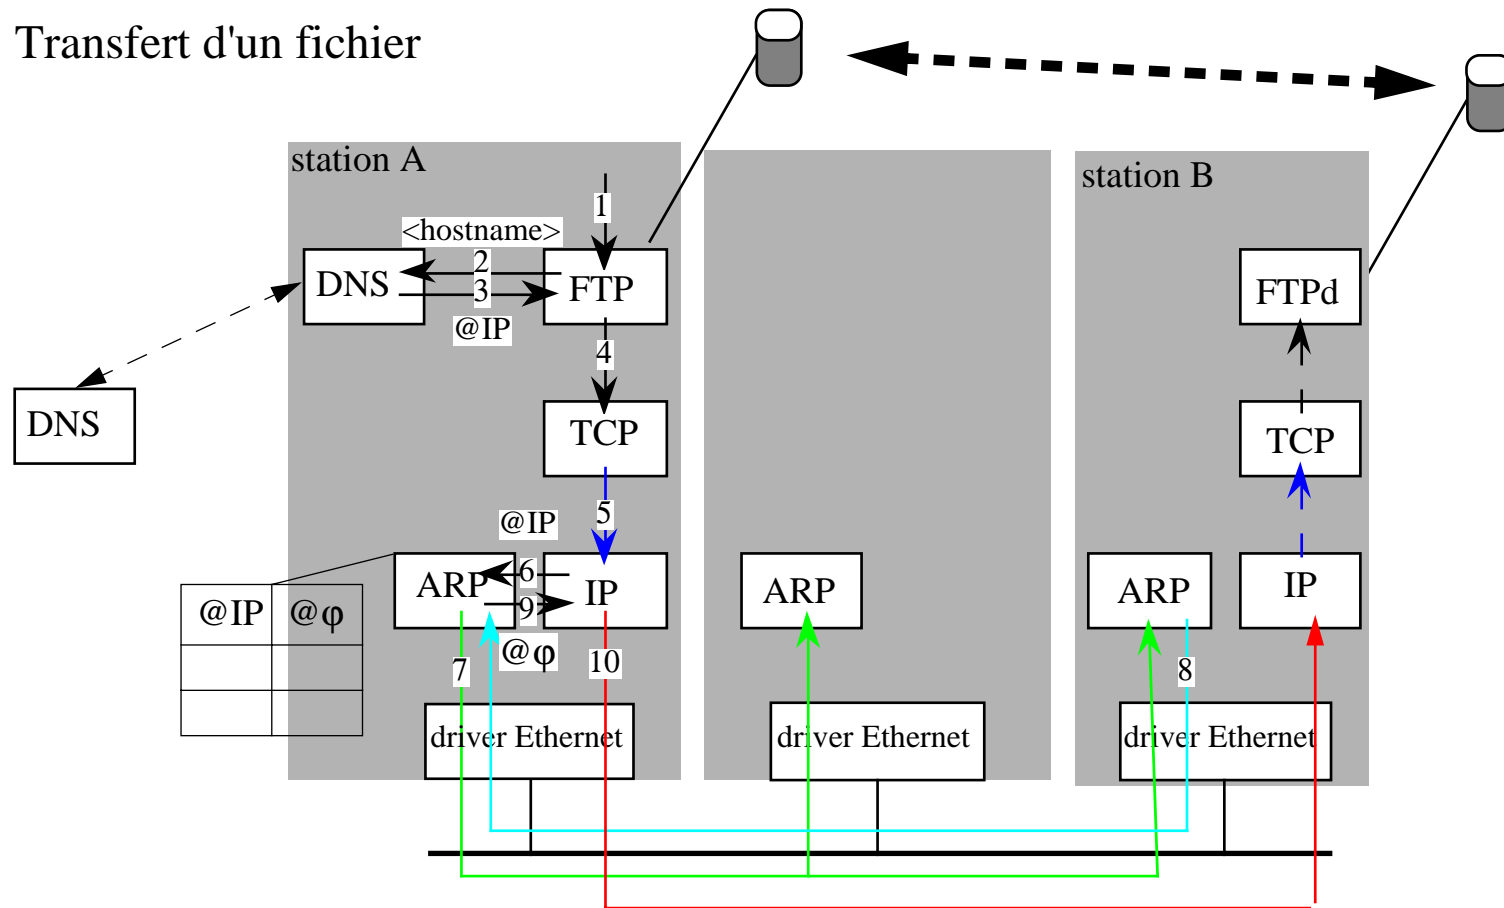 Transfert d'un fichier
station A
station B
1
<hostname>
2
DNS
3
FTP
FTPd
@IP
4
DNS
TCP
TCP
5
@IP
ARP
6
IP
9
@IP
@φ
@φ
ARP
ARP
IP
7
10
8
driver Ethernet
driver Ethernet
driver Ethernet